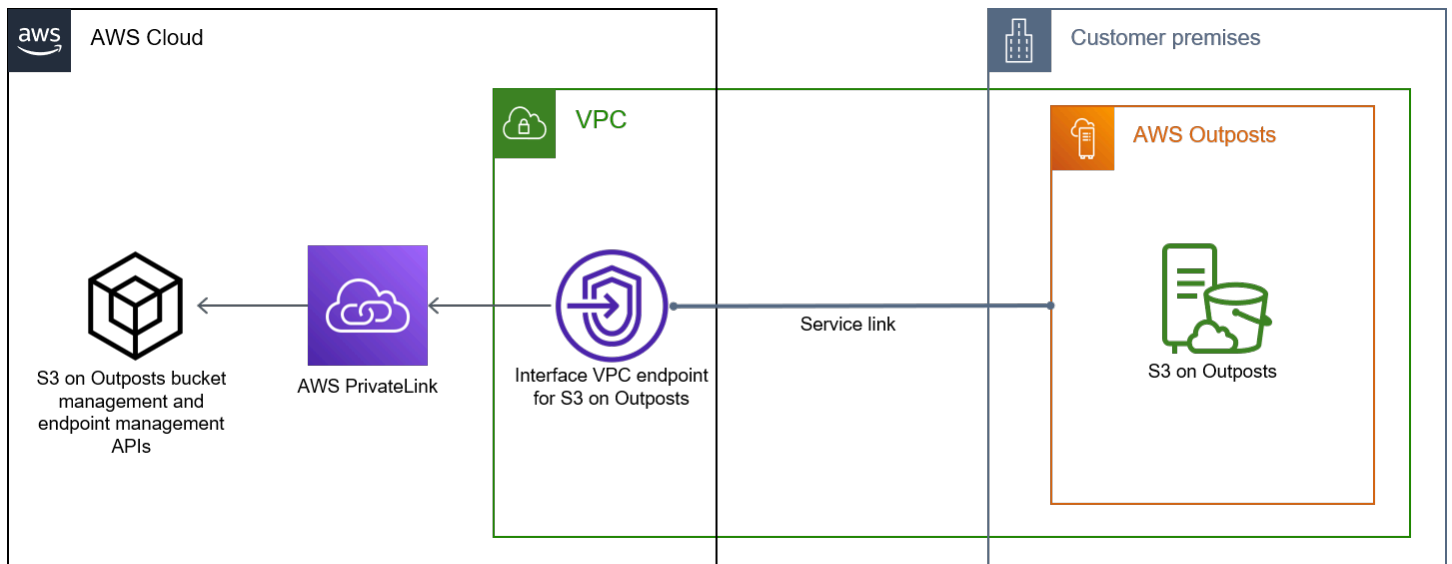 aws
AWS Cloud
Customer premises
VPC
AWS Outposts
Service link
S3 on Outposts
Interface VPC endpoint
for S3 on Outposts
AWS PrivateLink
S3 on Outposts bucket
management and
endpoint management
APIs